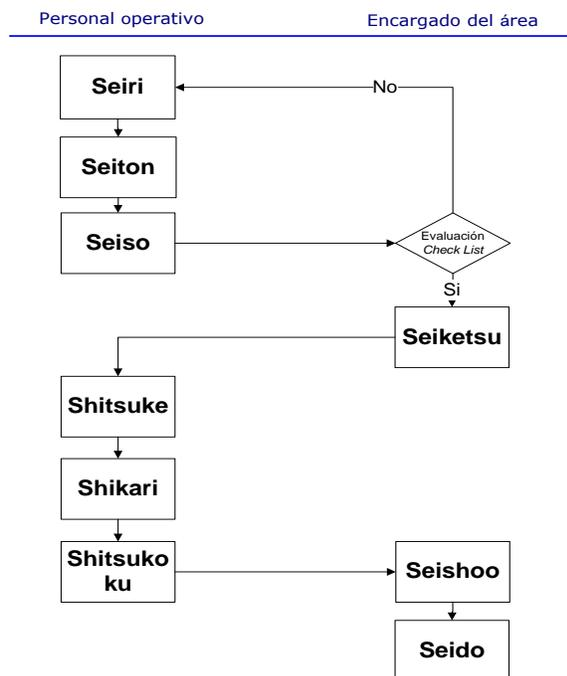 Personal operativo
Encargado del área
Seiri
No
Seiton
Seiso
Evaluación
Check List
Si
Seiketsu
Shitsuke
Shikari
Shitsuko
ku
Seishoo
Seido